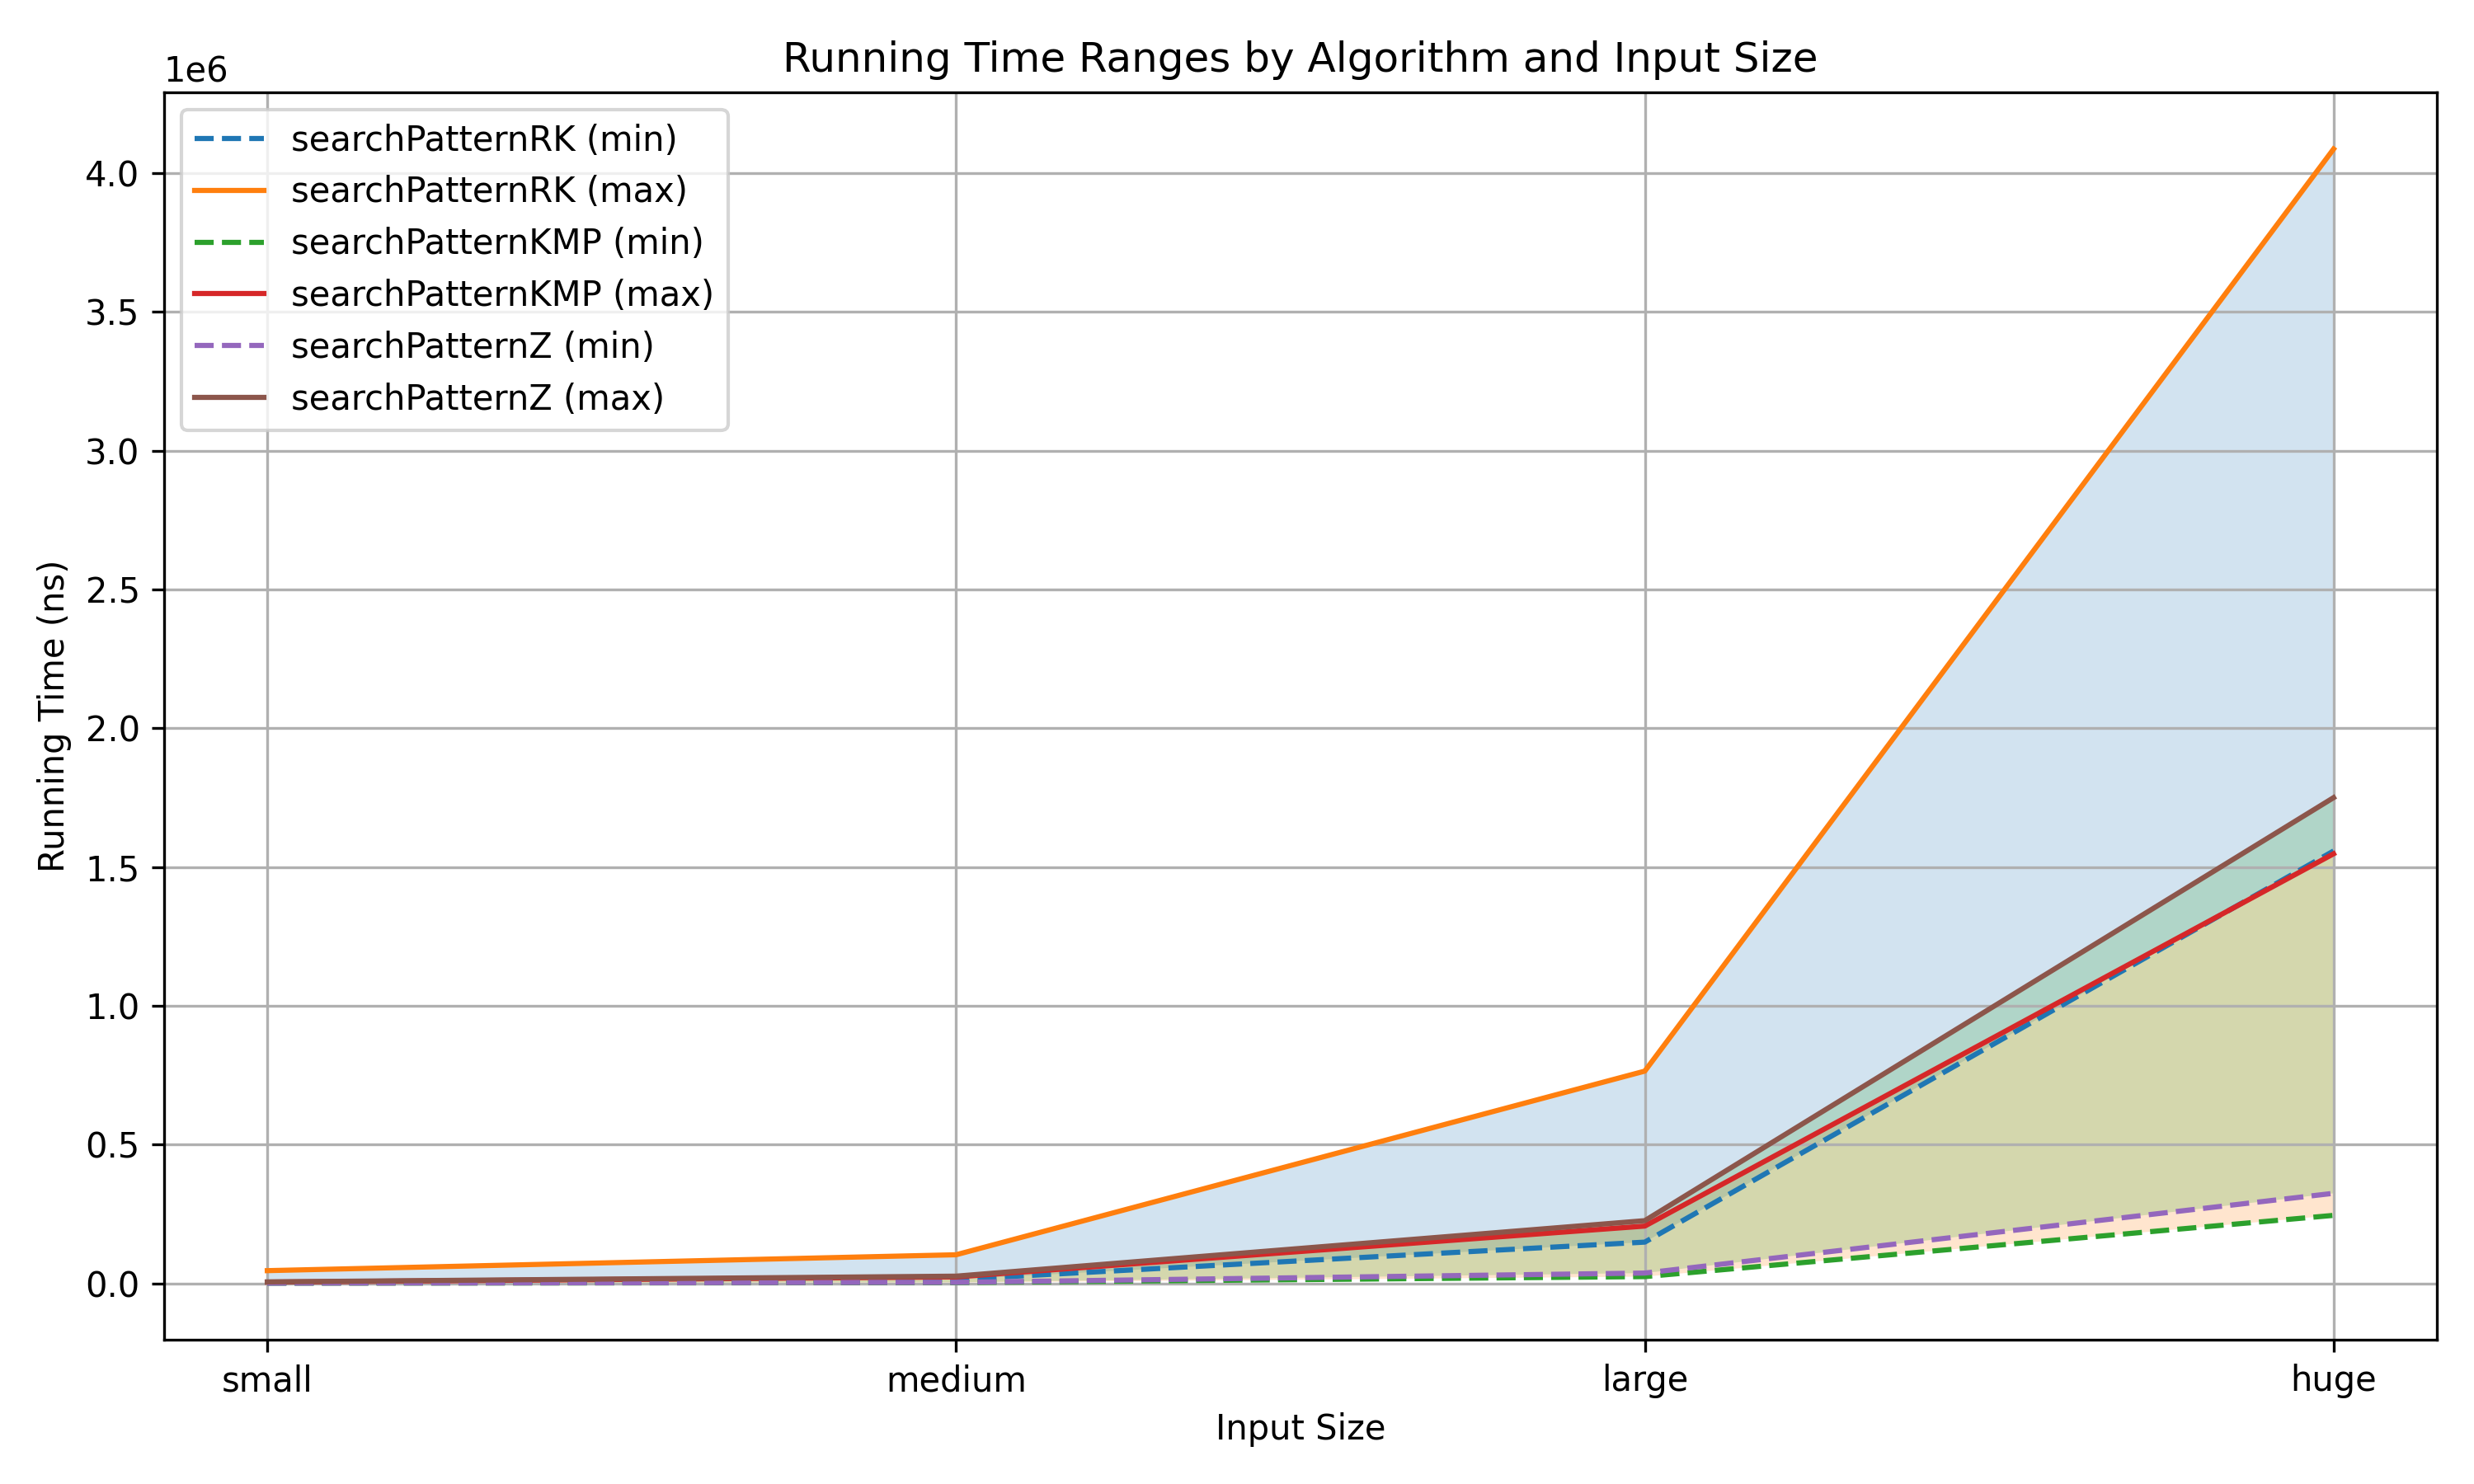 Running Time Ranges by Algorithm and Input Size
1e6
searchPatternRK (min)
searchPatternRK (max)
searchPatternKMP (min)
searchPatternKMP (max)
searchPatternZ (min)
searchPatternZ (max)
4.0
3.5
3.0
2.5
2.0
1.5
1.0
0.5
0.0
Running Time (ns)
small medium large huge
Input Size